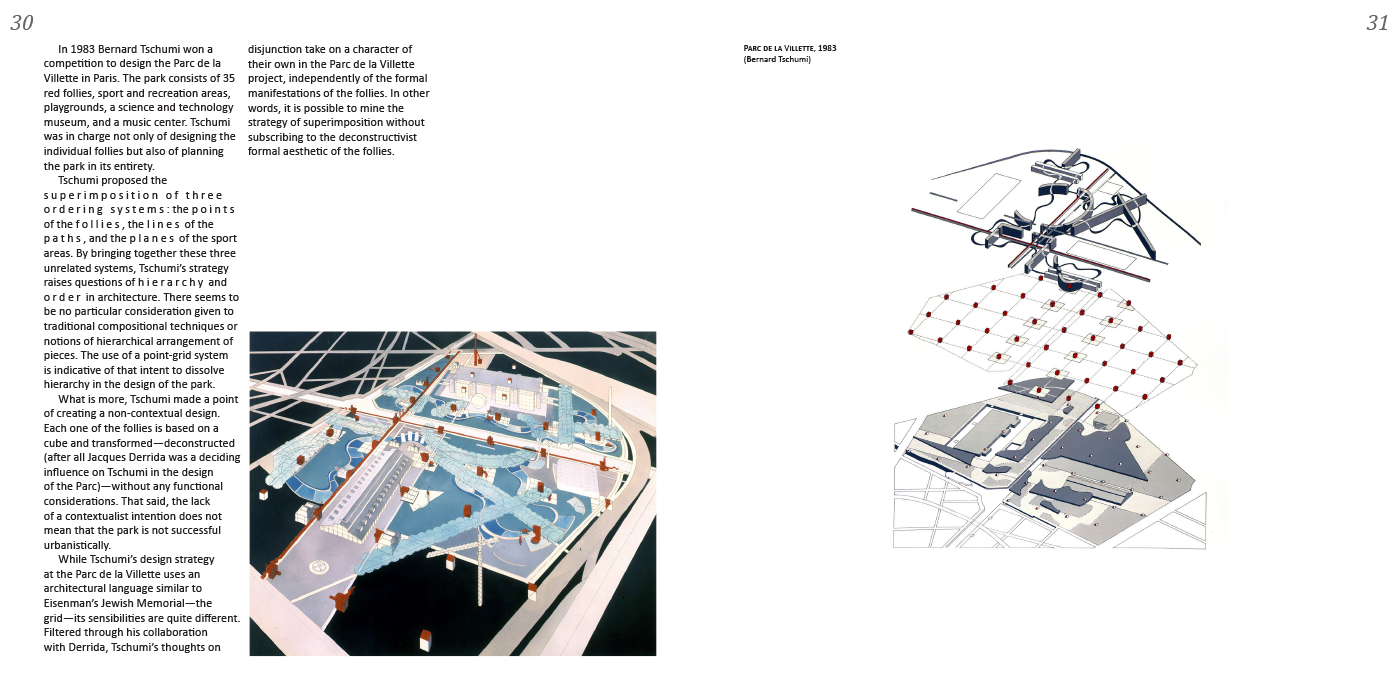 30
In 1983 Bernard Tschumi won a
competition to design the Parc de la
Villette in Paris. The park consists of 35
red follies, sport and recreation areas,
playgrounds, a science and technology
museum, and a music center. Tschumi
was in charge not only of designing the
individual follies but also of planning
the park in its entirety.
Tschumi proposed the
superimposition of three
ordering systems: the points
of the follies, the lines of the
paths, and the planes of the sport
areas. By bringing together these three
unrelated systems, Tschumi's strategy
raises questions of hierarchy and
order in architecture. There seems to
be no particular consideration given to
traditional compositional techniques or
notions of hierarchical arrangement of
pieces. The use of a point-grid system
is indicative of that intent to dissolve
hierarchy in the design of the park.
What is more, Tschumi made a point
of creating a non-contextual design.
Each one of the follies is based on a
cube and transformed—deconstructed
(after all Jacques Derrida was a deciding
influence on Tschumi in the design
of the Parc)—without any functional
considerations. That said, the lack
of a contextualist intention does not
mean that the park is not successful
urbanistically.
While Tschumi's design strategy
at the Parc de la Villette uses an
architectural language similar to
Eisenman's Jewish Memorial—the
grid—its sensibilities are quite different.
Filtered through his collaboration
with Derrida, Tschumi's thoughts on
disjunction take on a character of
their own in the Parc de la Villette
project, independently of the formal
manifestations of the follies. In other
words, it is possible to mine the
strategy of superimposition without
subscribing to the deconstructivist
formal aesthetic of the follies.
PARC DE LA VILLETTE, 1983
(Bernard Tschumi)
31